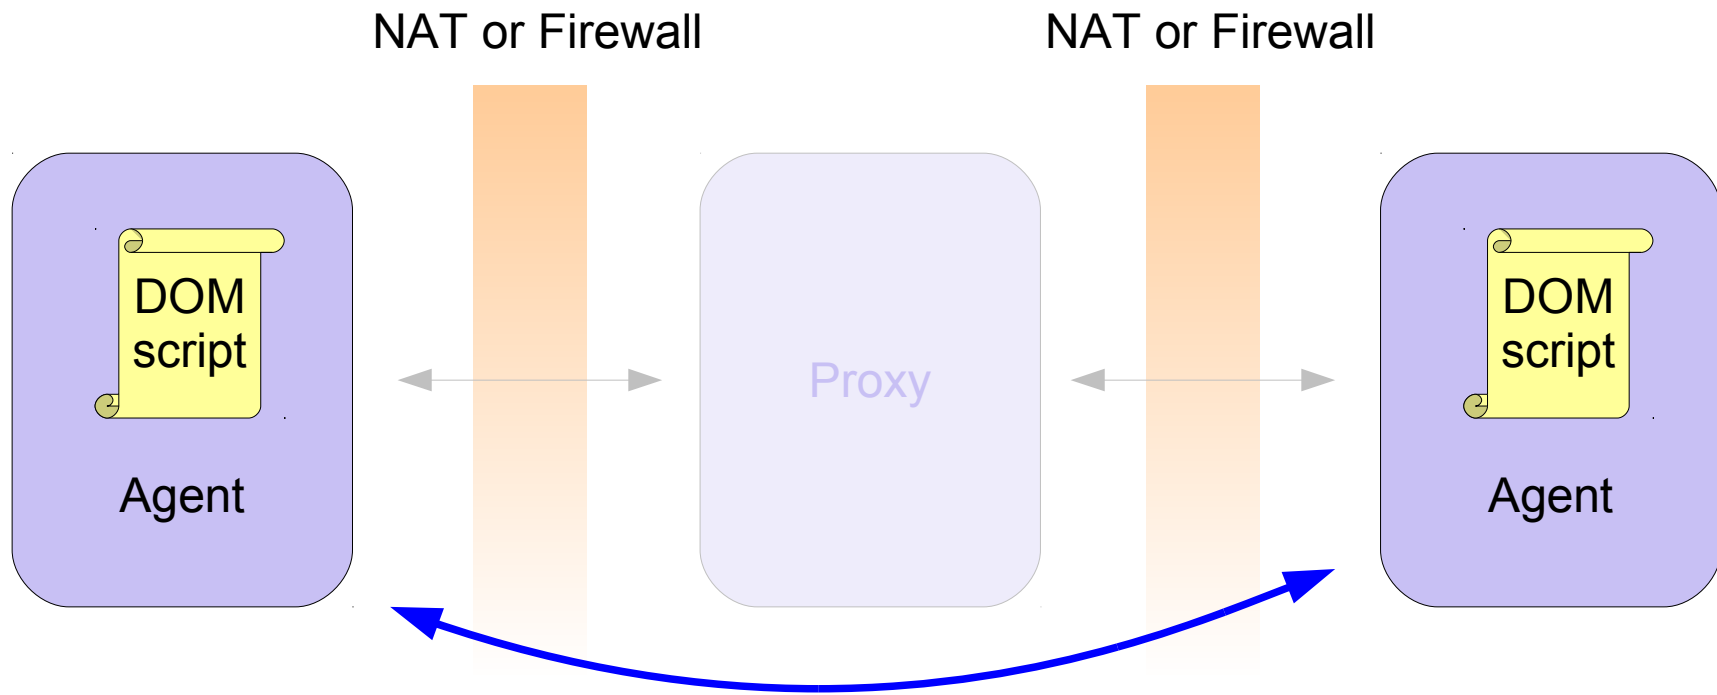 NAT or Firewall
NAT or Firewall
DOM
script
Agent
Proxy
DOM
script
Agent